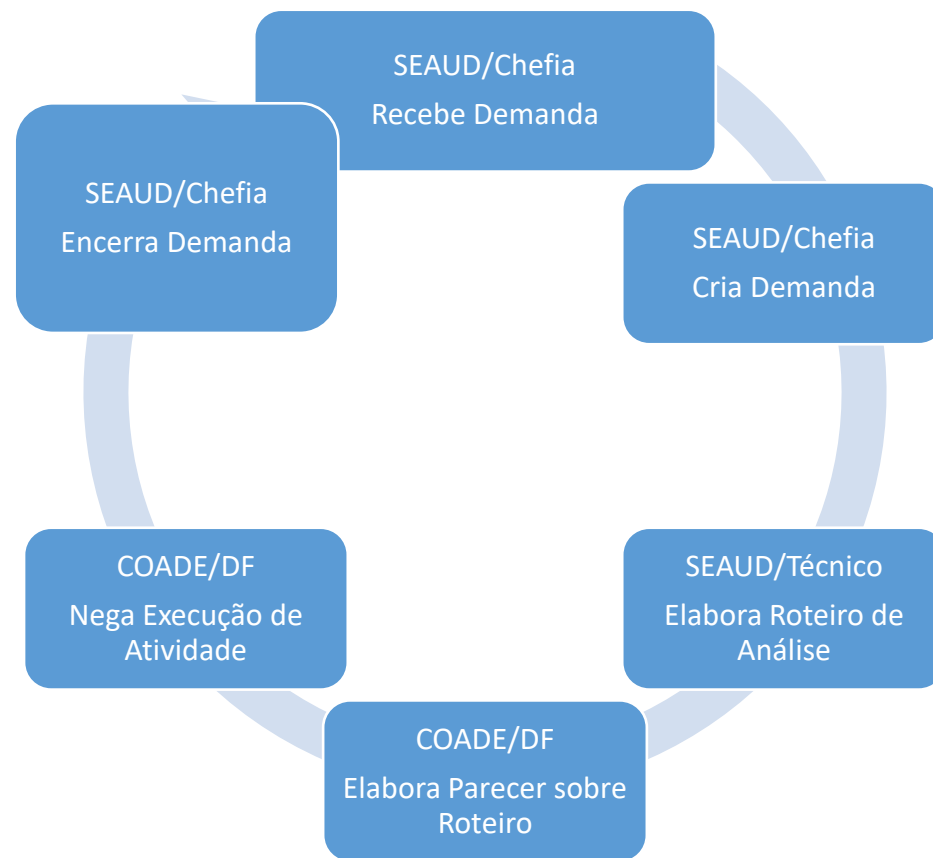 SEAUD/Chefia
Recebe Demanda
SEAUD/Chefia
Cria Demanda
SEAUD/Técnico
Elabora Roteiro de
Análise
COADE/DF
Elabora Parecer sobre
Roteiro
COADE/DF
Nega Execução de
Atividade
SEAUD/Chefia
Encerra Demanda